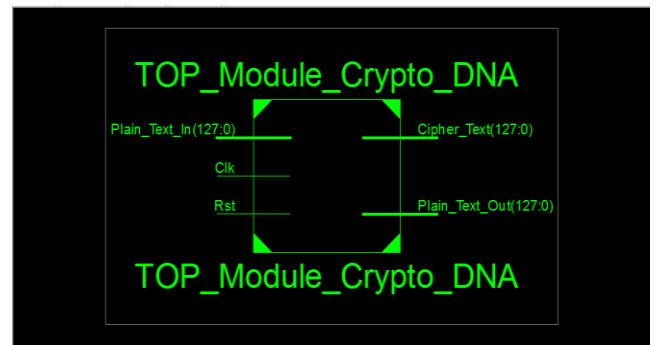 TOP_Module_Crypto_DNA
Plain_Text_In(127:0)
Cipher_Text(127:0)
Clk
Rst
Plain_Text_Out(127:0)
TOP_Module_Crypto_DNA